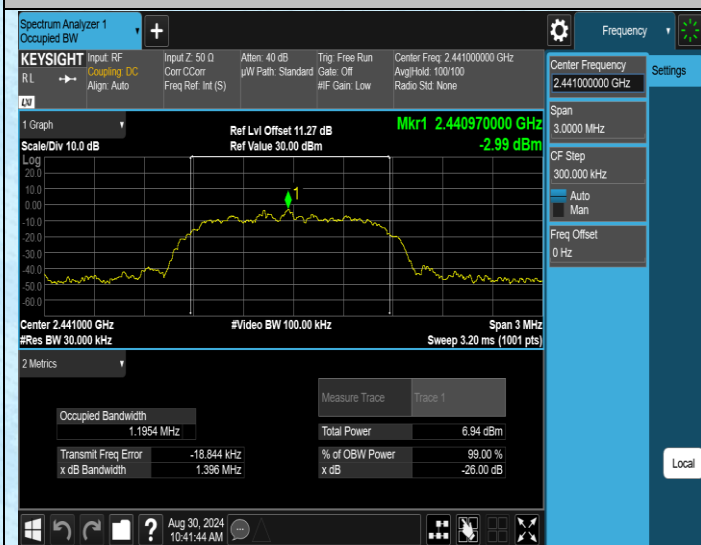 Spectrum Analyzer 1
Occupied BW
Frequency
KEYSIGHT
Input: RF
Coupling: DC
Align: Auto
RL
LXI
Input Z: 50 Ω
Corr CCorr
Freq Ref: Int (S)
Atten: 40 dB
µW Path: Standard
Trig: Free Run
Gate: Off
#IF Gain: Low
Center Freq: 2.441000000 GHz
Avg|Hold: 100/100
Radio Std: None
Center Frequency
2.441000000 GHz
Settings
Span
3.0000 MHz
CF Step
300.000 kHz
Auto
Man
Freq Offset
0 Hz
1 Graph
Scale/Div 10.0 dB
Ref Lvl Offset 11.27 dB
Ref Value 30.00 dBm
Mkr1 2.440970000 GHz
-2.99 dBm
Log
20.0
10.0
0.00
-10.0
-20.0
-30.0
-40.0
-50.0
-60.0
1
Center 2.441000 GHz
#Res BW 30.000 kHz
#Video BW 100.00 kHz
Span 3 MHz
Sweep 3.20 ms (1001 pts)
2 Metrics
Measure Trace
Trace 1
Occupied Bandwidth
1.1954 MHz
Total Power
6.94 dBm
Transmit Freq Error
-18.844 kHz
% of OBW Power
99.00 %
x dB Bandwidth
1.396 MHz
x dB
-26.00 dB
Local
?
Aug 30, 2024
10:41:44 AM